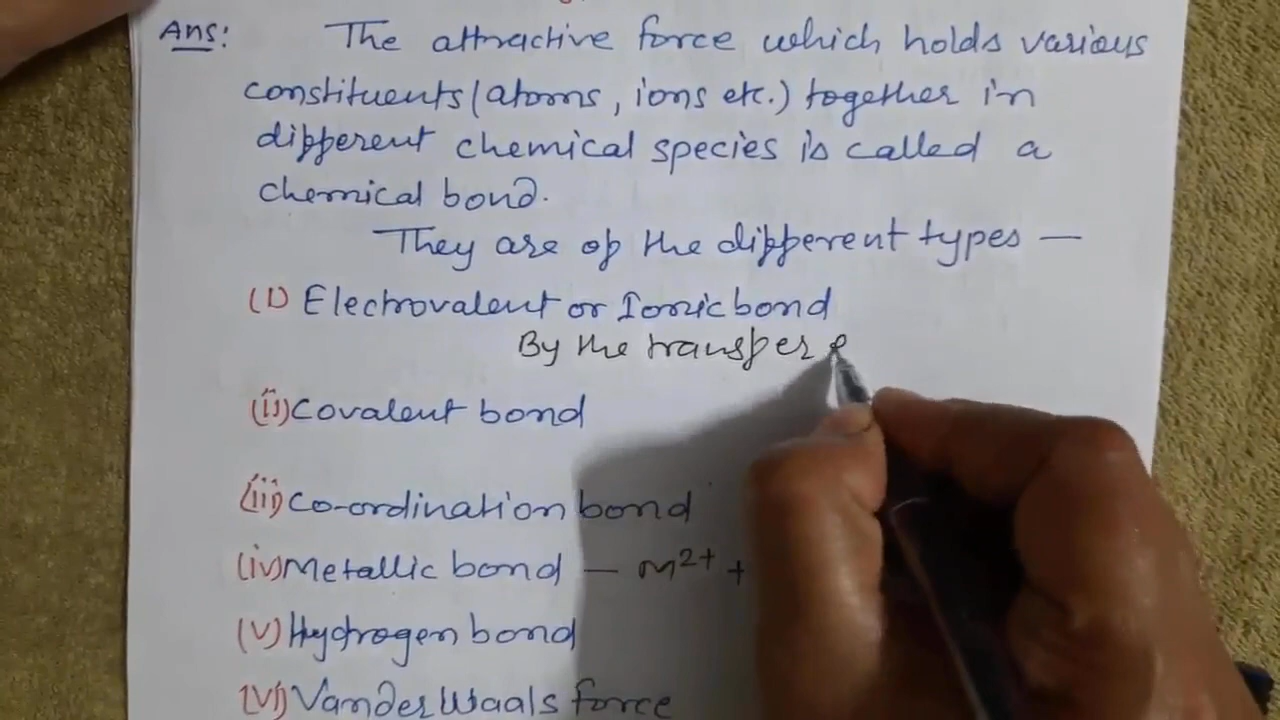 Ans: The attractive force which holds various
constituents (atoms, ions etc.) together in
different chemical species is called a
chemical bond.
They are of the different types —
(i) Electrovalent or Ionic bond
By the transfer
(ii) Covalent bond
(iii) Co-ordination bond
(iv) Metallic bond — M²⁺ +
(v) Hydrogen bond
(vi) Vander Waals force